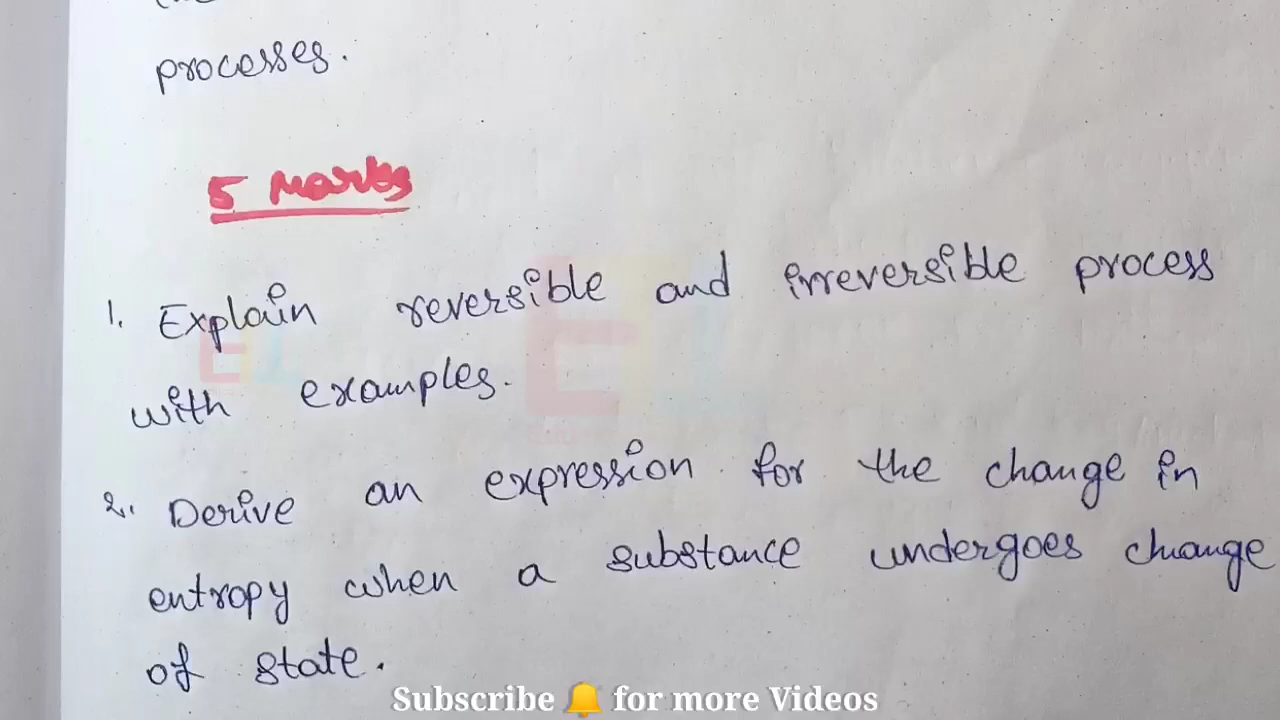 processes.
5 Marks
1. Explain reversible and irreversible process
with examples.
2. Derive an expression for the change in
entropy when a substance undergoes change
of state.
Subscribe 🔔 for more Videos